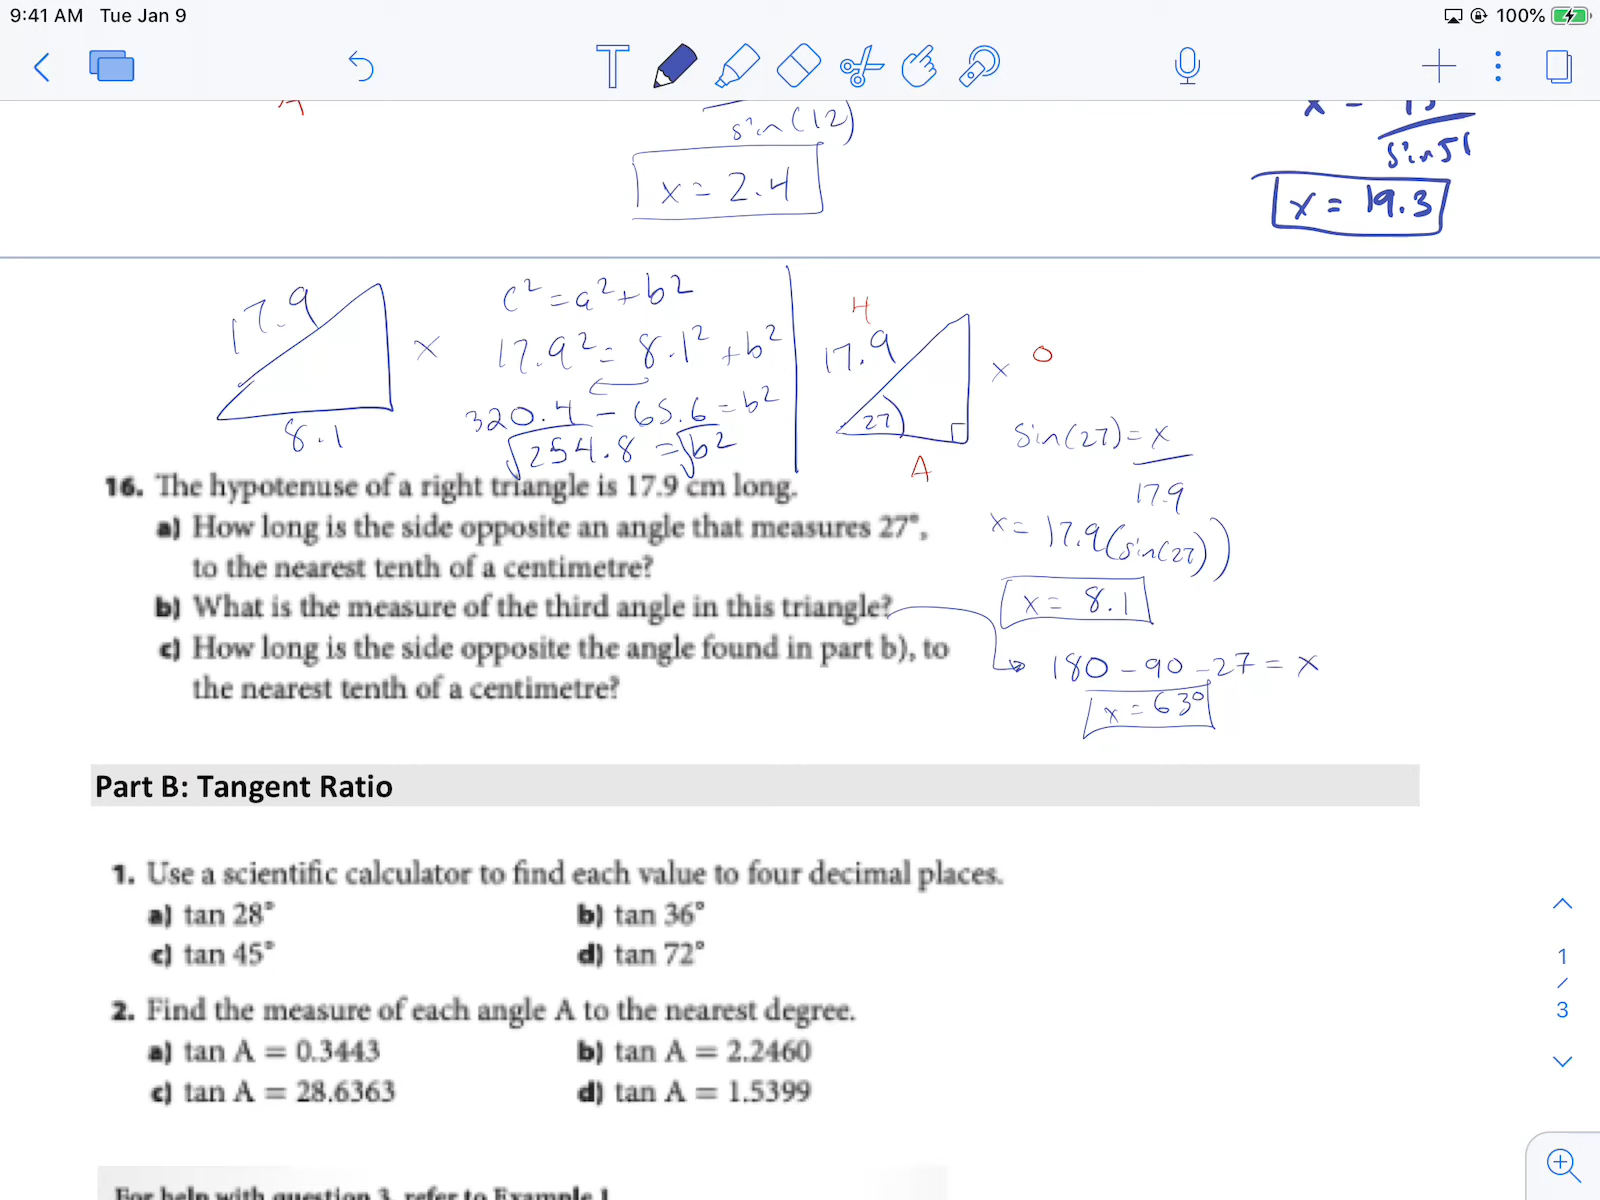 9:41 AM Tue Jan 9
100%
A
sin(12)
x = 2.4
sin51
x = 19.3
17.9
x
8.1
c² = a² + b²
17.9² = 8.1² + b²
320.4 - 65.6 = b²
√254.8 = √b²
H
17.9
x O
27
A
sin(27) = x
17.9
x = 17.9(sin(27))
x = 8.1
180 - 90 - 27 = x
x = 63°
16. The hypotenuse of a right triangle is 17.9 cm long.
a) How long is the side opposite an angle that measures 27°,
to the nearest tenth of a centimetre?
b) What is the measure of the third angle in this triangle?
c) How long is the side opposite the angle found in part b), to
the nearest tenth of a centimetre?
Part B: Tangent Ratio
1. Use a scientific calculator to find each value to four decimal places.
a) tan 28° b) tan 36°
c) tan 45° d) tan 72°
2. Find the measure of each angle A to the nearest degree.
a) tan A = 0.3443 b) tan A = 2.2460
c) tan A = 28.6363 d) tan A = 1.5399
For help with question 3, refer to Example 1
1
/
3